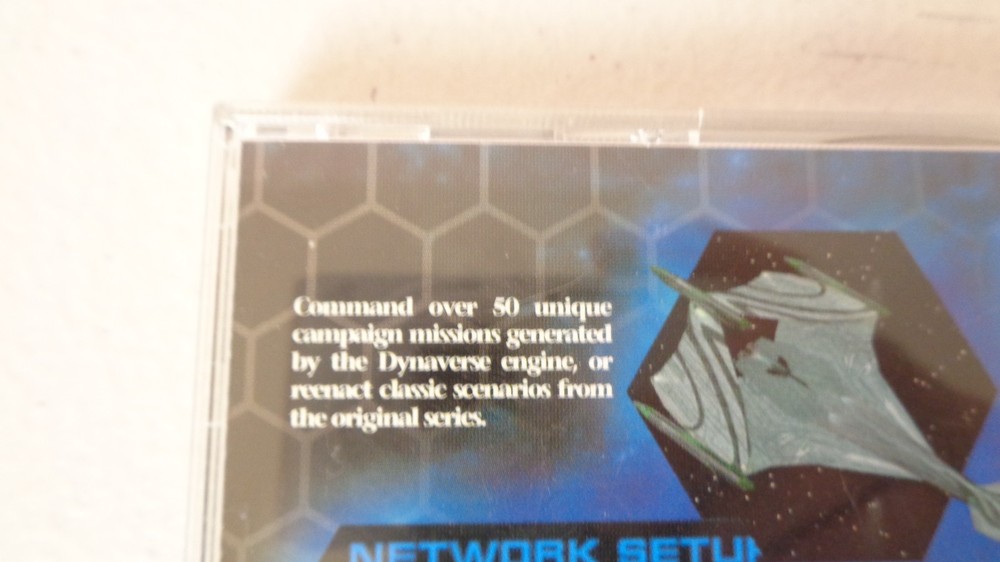 Command over 50 unique
campaign missions generated
by the Dynaverse engine, or
reenact classic scenarios from
the original series.
NETWORK